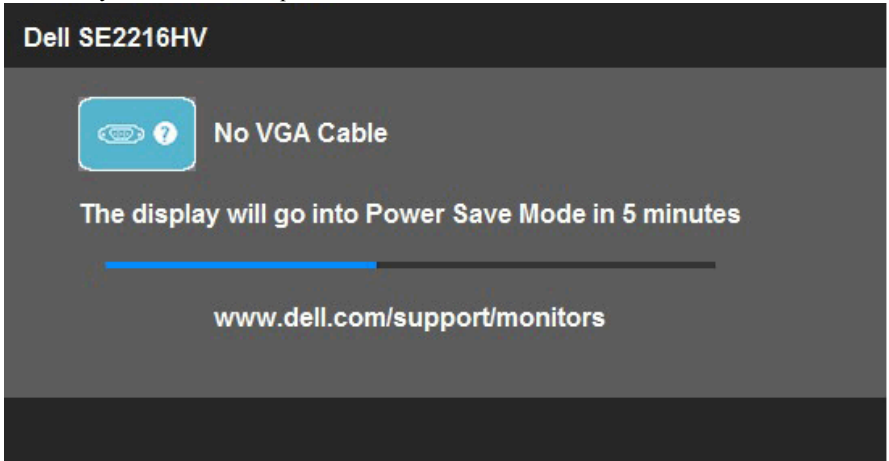 Dell SE2216HV
? No VGA Cable
The display will go into Power Save Mode in 5 minutes
www.dell.com/support/monitors